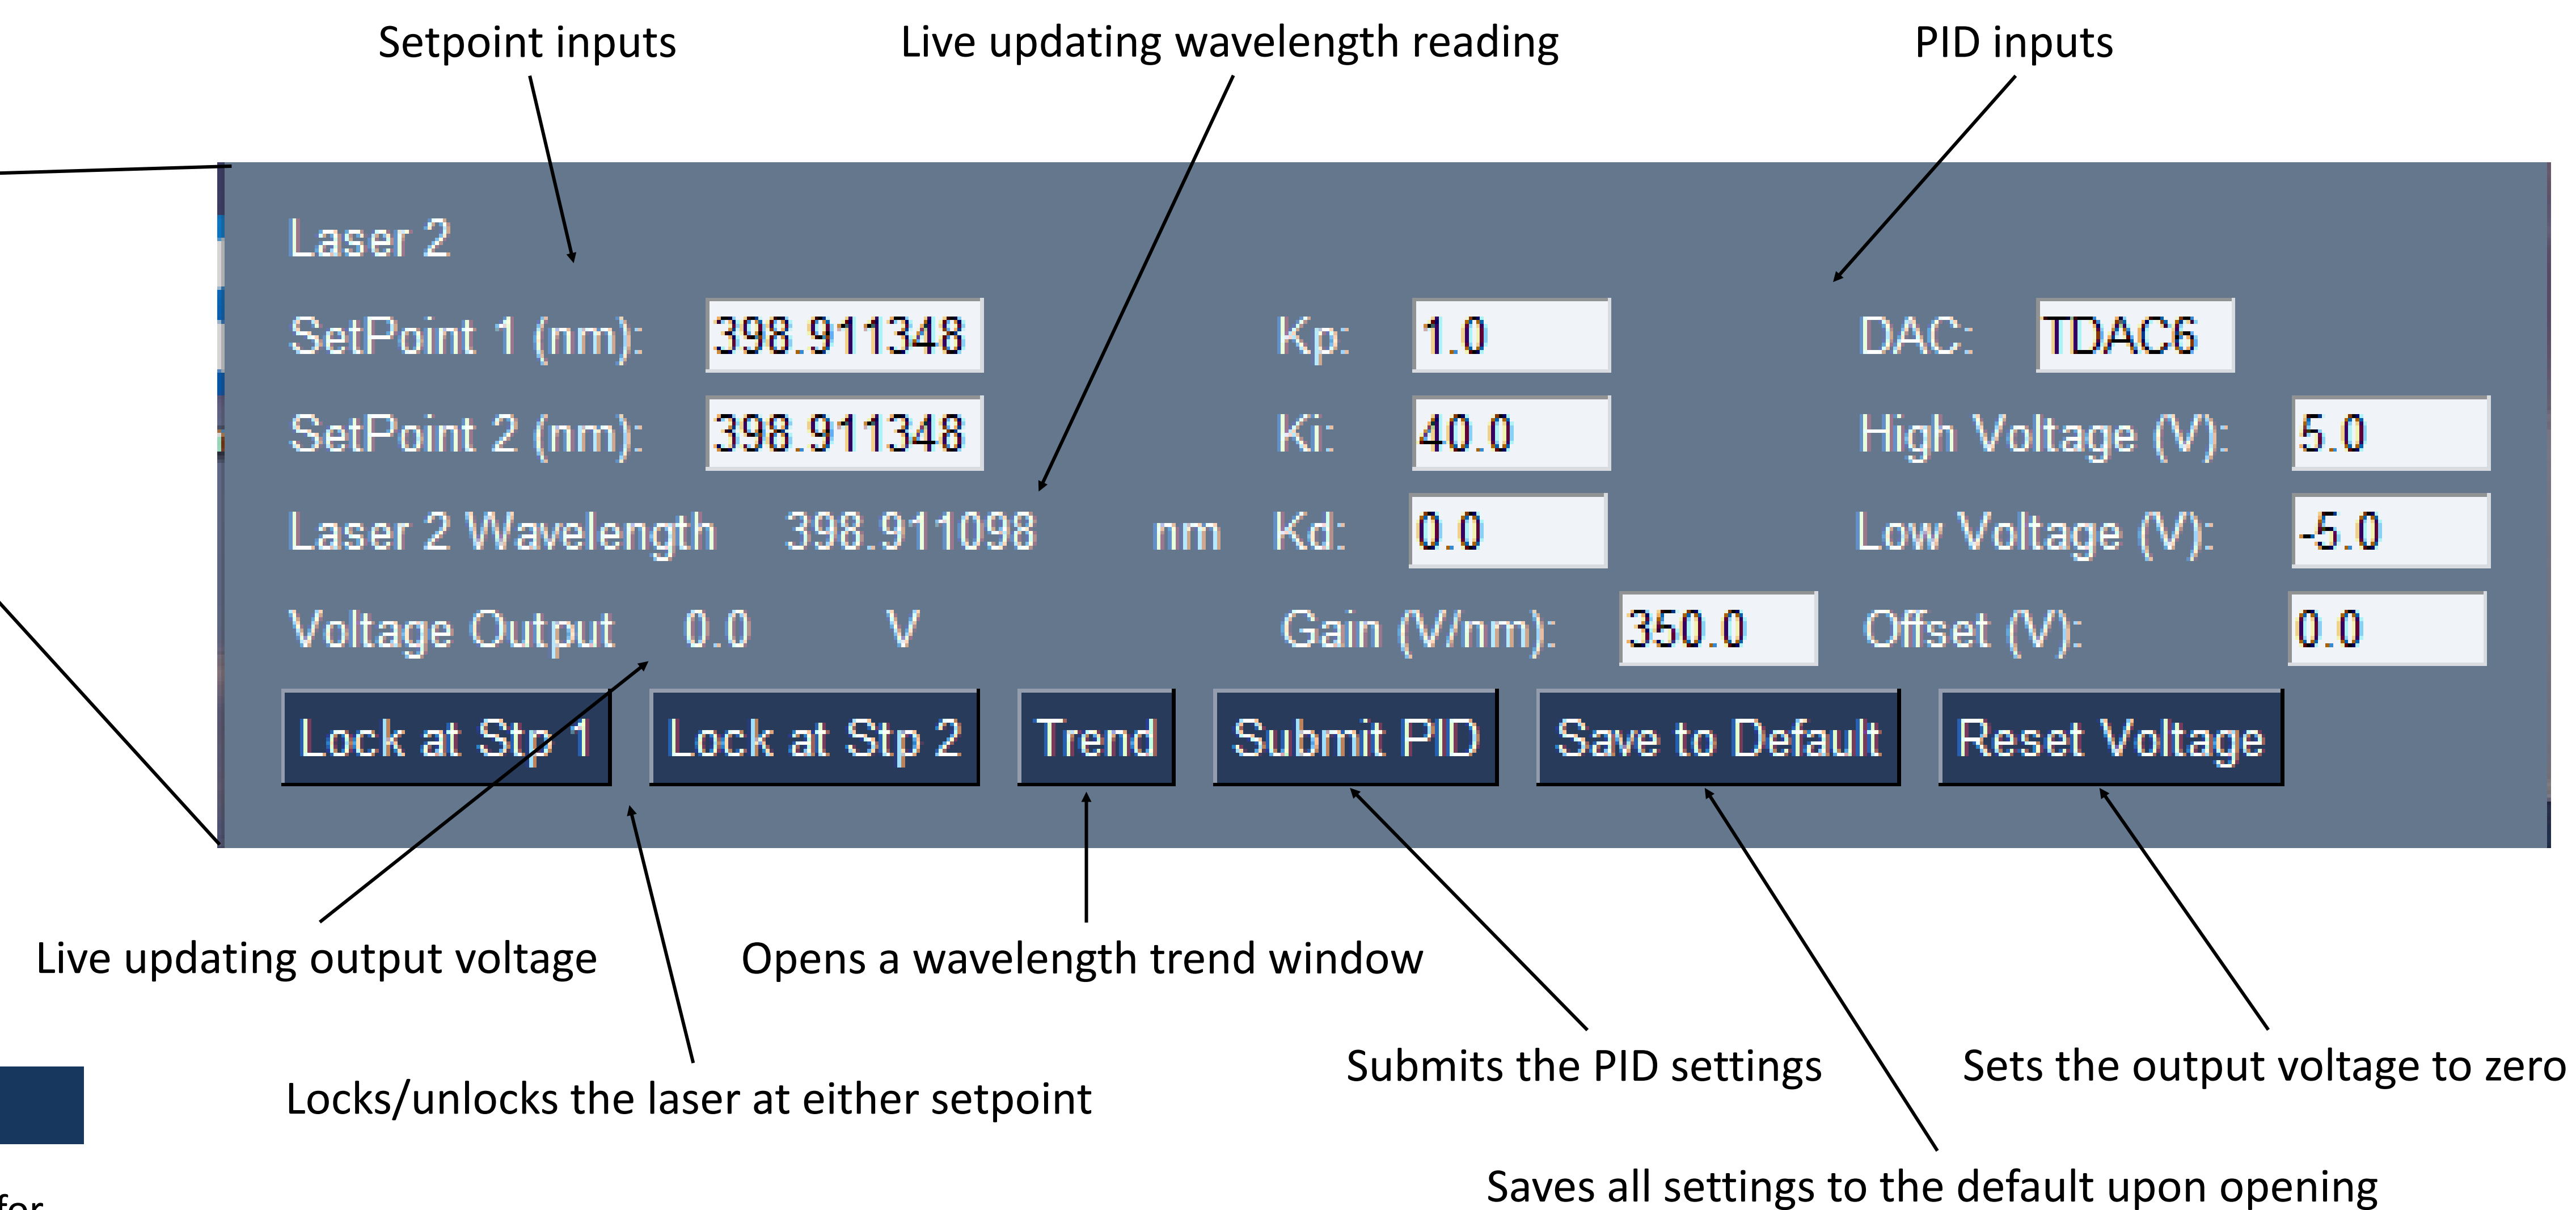 Setpoint inputs
Live updating wavelength reading
PID inputs
Laser 2
SetPoint 1 (nm): 398.911348 Kp: 1.0 DAC: TDAC6
SetPoint 2 (nm): 398.911348 Ki: 40.0 High Voltage (V): 5.0
Laser 2 Wavelength 398.911098 nm Kd: 0.0 Low Voltage (V): -5.0
Voltage Output 0.0 V Gain (V/nm): 350.0 Offset (V): 0.0
Lock at Stp 1 Lock at Stp 2 Trend Submit PID Save to Default Reset Voltage
Live updating output voltage
Opens a wavelength trend window
Locks/unlocks the laser at either setpoint
Submits the PID settings
Sets the output voltage to zero
Saves all settings to the default upon opening